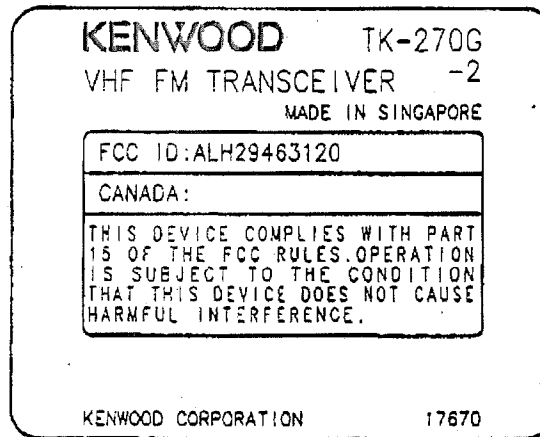 KENWOOD TK-270G
VHF FM TRANSCEIVER -2
MADE IN SINGAPORE
FCC ID:ALH29463120
CANADA:
THIS DEVICE COMPLIES WITH PART
15 OF THE FCC RULES.OPERATION
IS SUBJECT TO THE CONDITION
THAT THIS DEVICE DOES NOT CAUSE
HARMFUL INTERFERENCE.
KENWOOD CORPORATION 17670